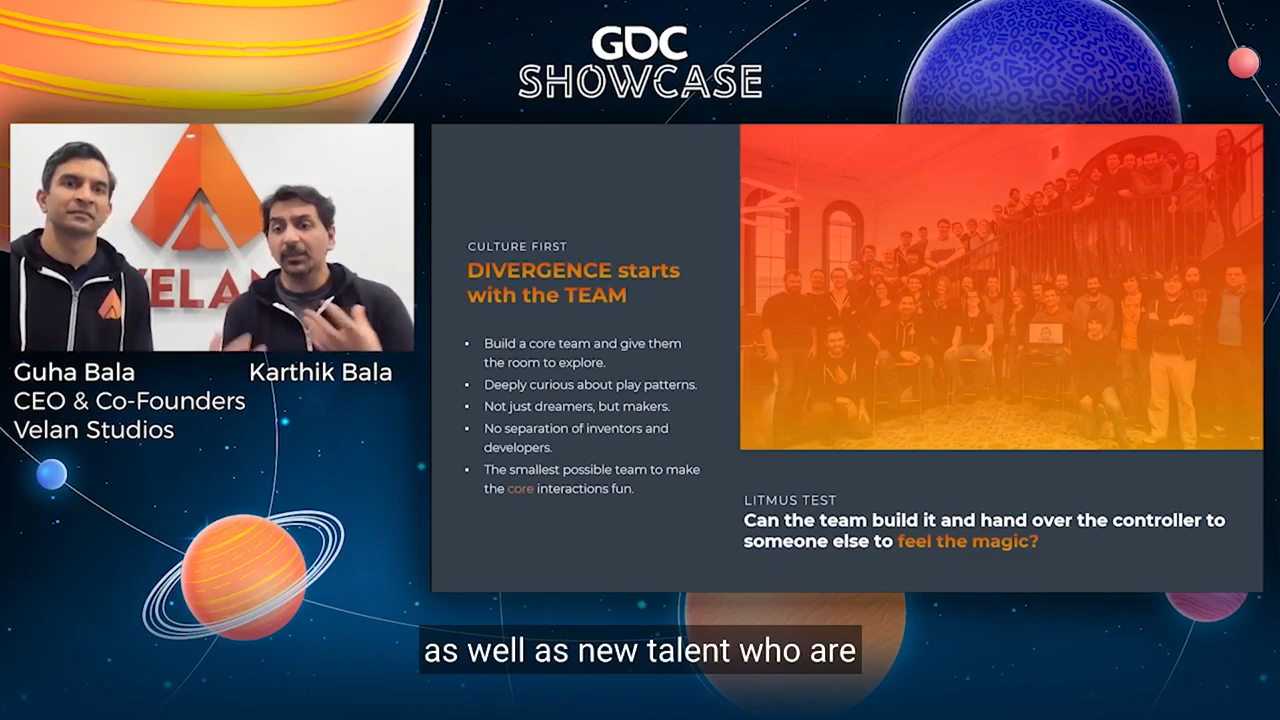 GDC
SHOWCASE
VELAN
Guha Bala
Karthik Bala
CEO & Co-Founders
Velan Studios
CULTURE FIRST
DIVERGENCE starts
with the TEAM
• Build a core team and give them
the room to explore.
• Deeply curious about play patterns.
• Not just dreamers, but makers.
• No separation of inventors and
developers.
• The smallest possible team to make
the core interactions fun.
LITMUS TEST
Can the team build it and hand over the controller to
someone else to feel the magic?
as well as new talent who are